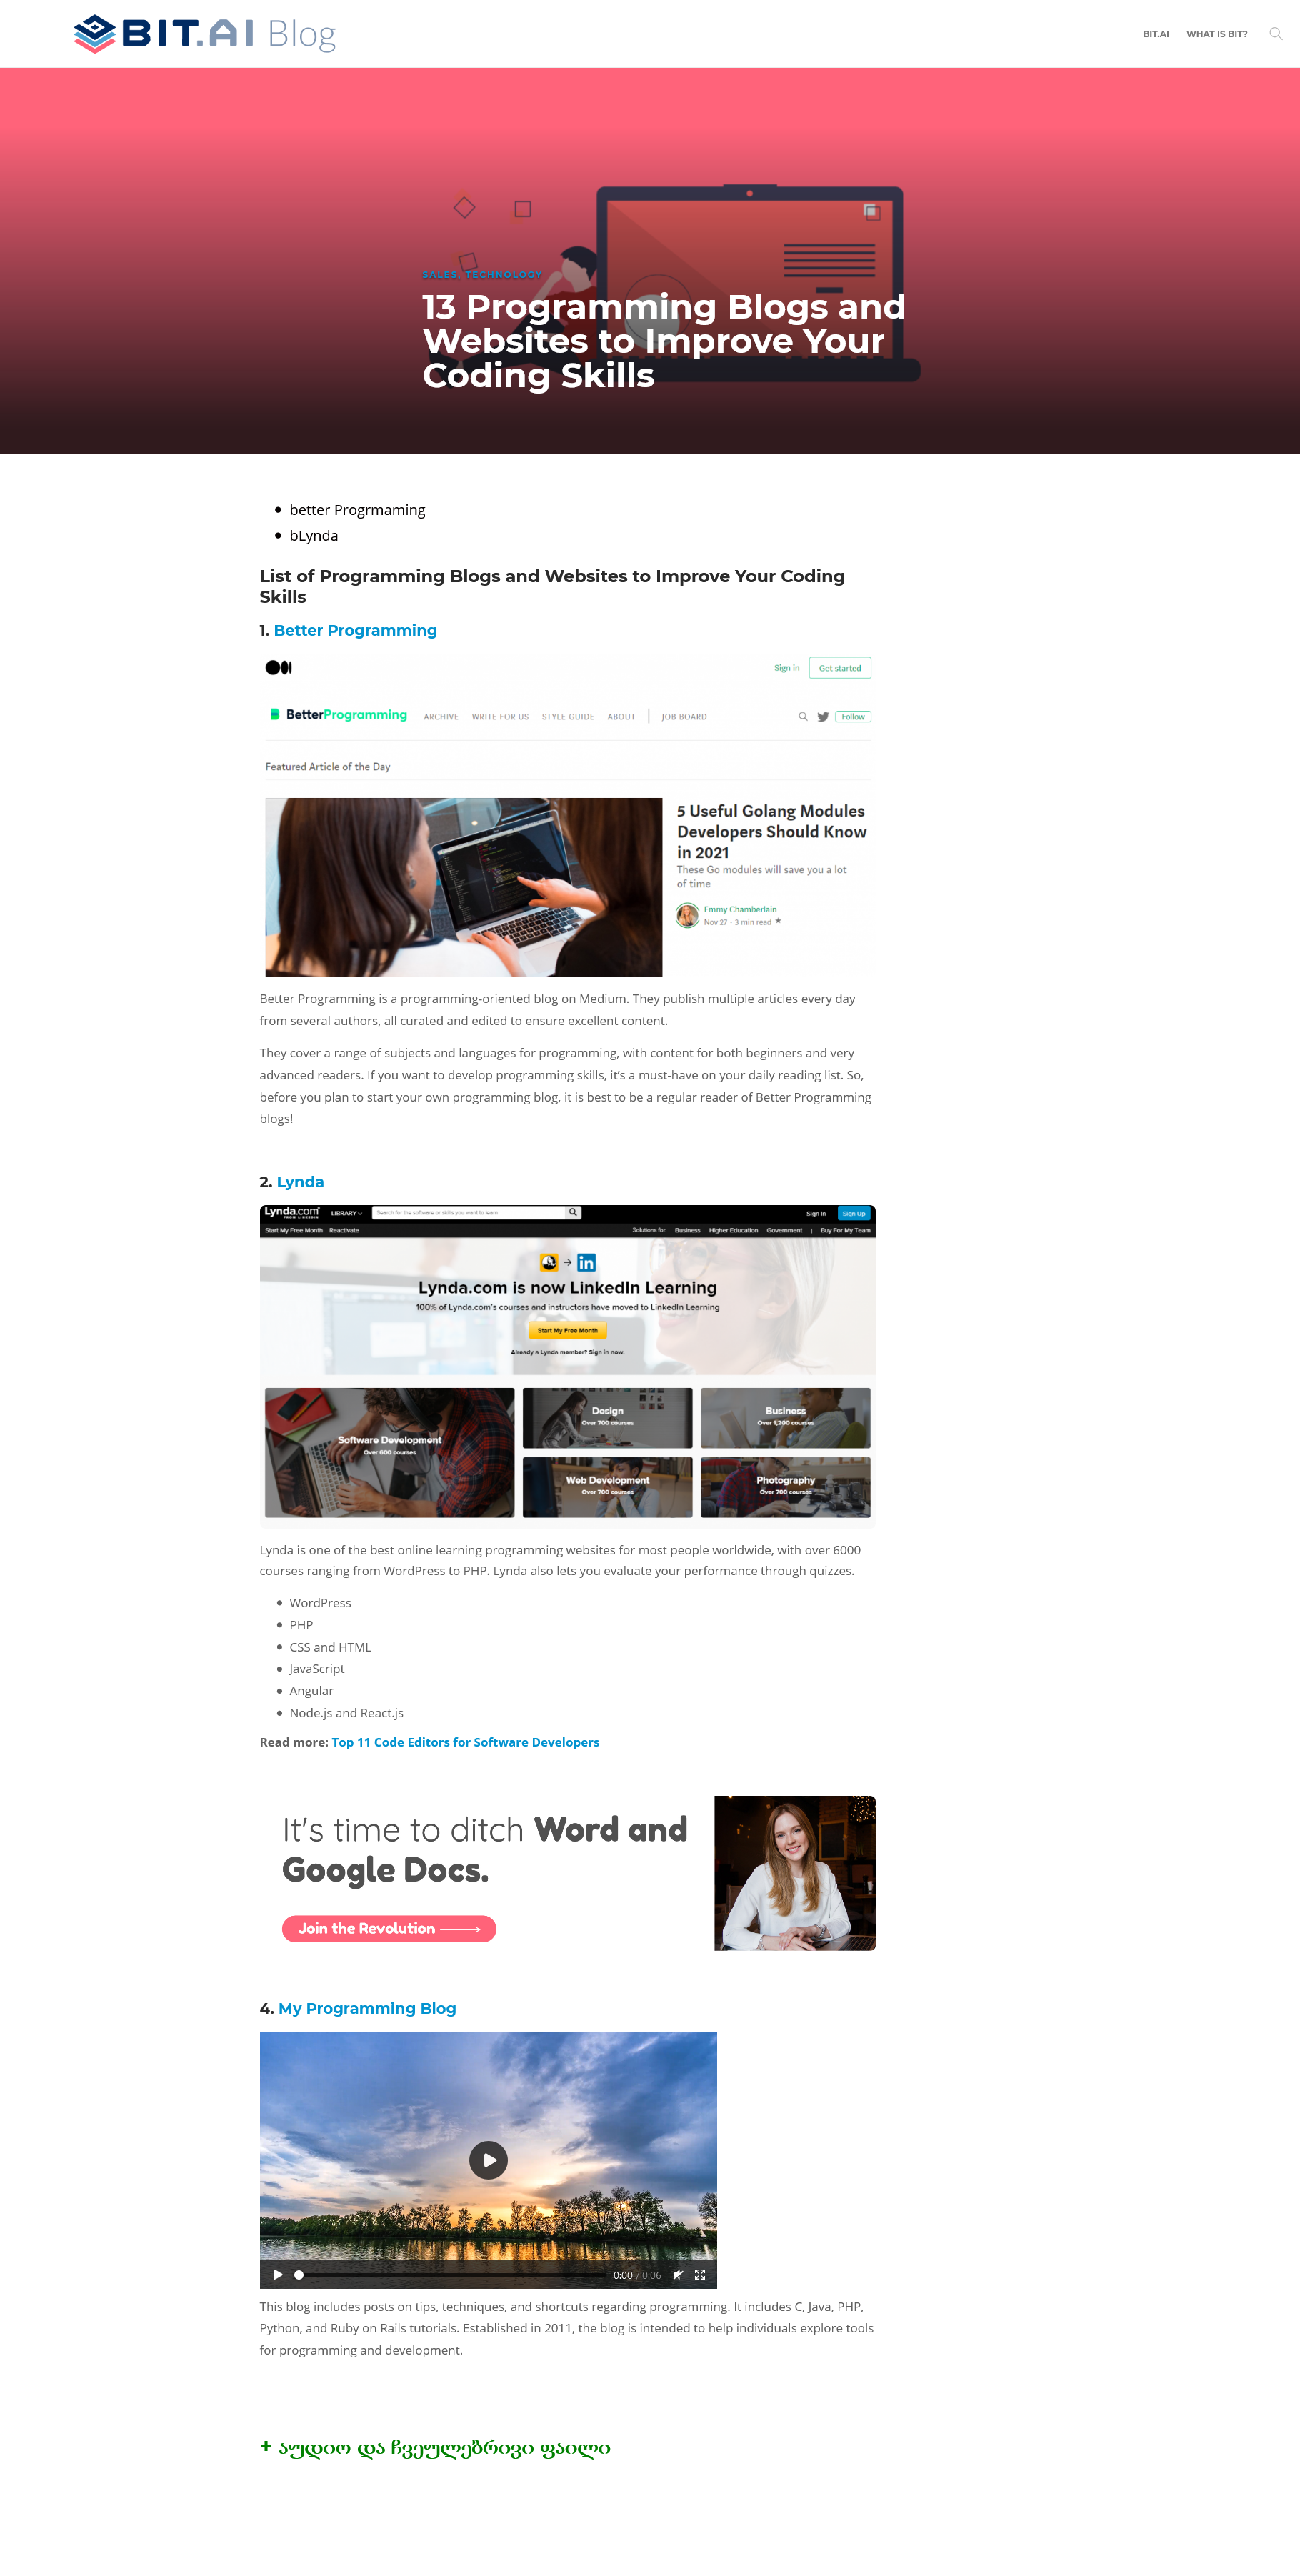 BIT.AI Blog
BIT.AI WHAT IS BIT?
SALES, TECHNOLOGY
13 Programming Blogs and
Websites to Improve Your
Coding Skills
better Progrmaming
bLynda
List of Programming Blogs and Websites to Improve Your Coding
Skills
1. Better Programming
Sign in Get started
BetterProgramming ARCHIVE WRITE FOR US STYLE GUIDE ABOUT JOB BOARD Follow
Featured Article of the Day
5 Useful Golang Modules
Developers Should Know
in 2021
These Go modules will save you a lot
of time
Emmy Chamberlain
Nov 27 · 3 min read
Better Programming is a programming-oriented blog on Medium. They publish multiple articles every day
from several authors, all curated and edited to ensure excellent content.
They cover a range of subjects and languages for programming, with content for both beginners and very
advanced readers. If you want to develop programming skills, it’s a must-have on your daily reading list. So,
before you plan to start your own programming blog, it is best to be a regular reader of Better Programming
blogs!
2. Lynda
Lynda.com FROM LINKEDIN LIBRARY Search for the software or skills you want to learn Sign In Sign Up
Start My Free Month Reactivate Solutions for: Business Higher Education Government | Buy For My Team
Lynda.com is now LinkedIn Learning
100% of Lynda.com's courses and instructors have moved to LinkedIn Learning
Start My Free Month
Already a Lynda member? Sign in now.
Software Development
Over 600 courses
Design
Over 700 courses
Business
Over 1,200 courses
Web Development
Over 700 courses
Photography
Over 700 courses
Lynda is one of the best online learning programming websites for most people worldwide, with over 6000
courses ranging from WordPress to PHP. Lynda also lets you evaluate your performance through quizzes.
WordPress
PHP
CSS and HTML
JavaScript
Angular
Node.js and React.js
Read more: Top 11 Code Editors for Software Developers
It's time to ditch Word and
Google Docs.
Join the Revolution
4. My Programming Blog
0:00 / 0:06
This blog includes posts on tips, techniques, and shortcuts regarding programming. It includes C, Java, PHP,
Python, and Ruby on Rails tutorials. Established in 2011, the blog is intended to help individuals explore tools
for programming and development.
+ აუდიო და ჩვეულებრივი ფაილი